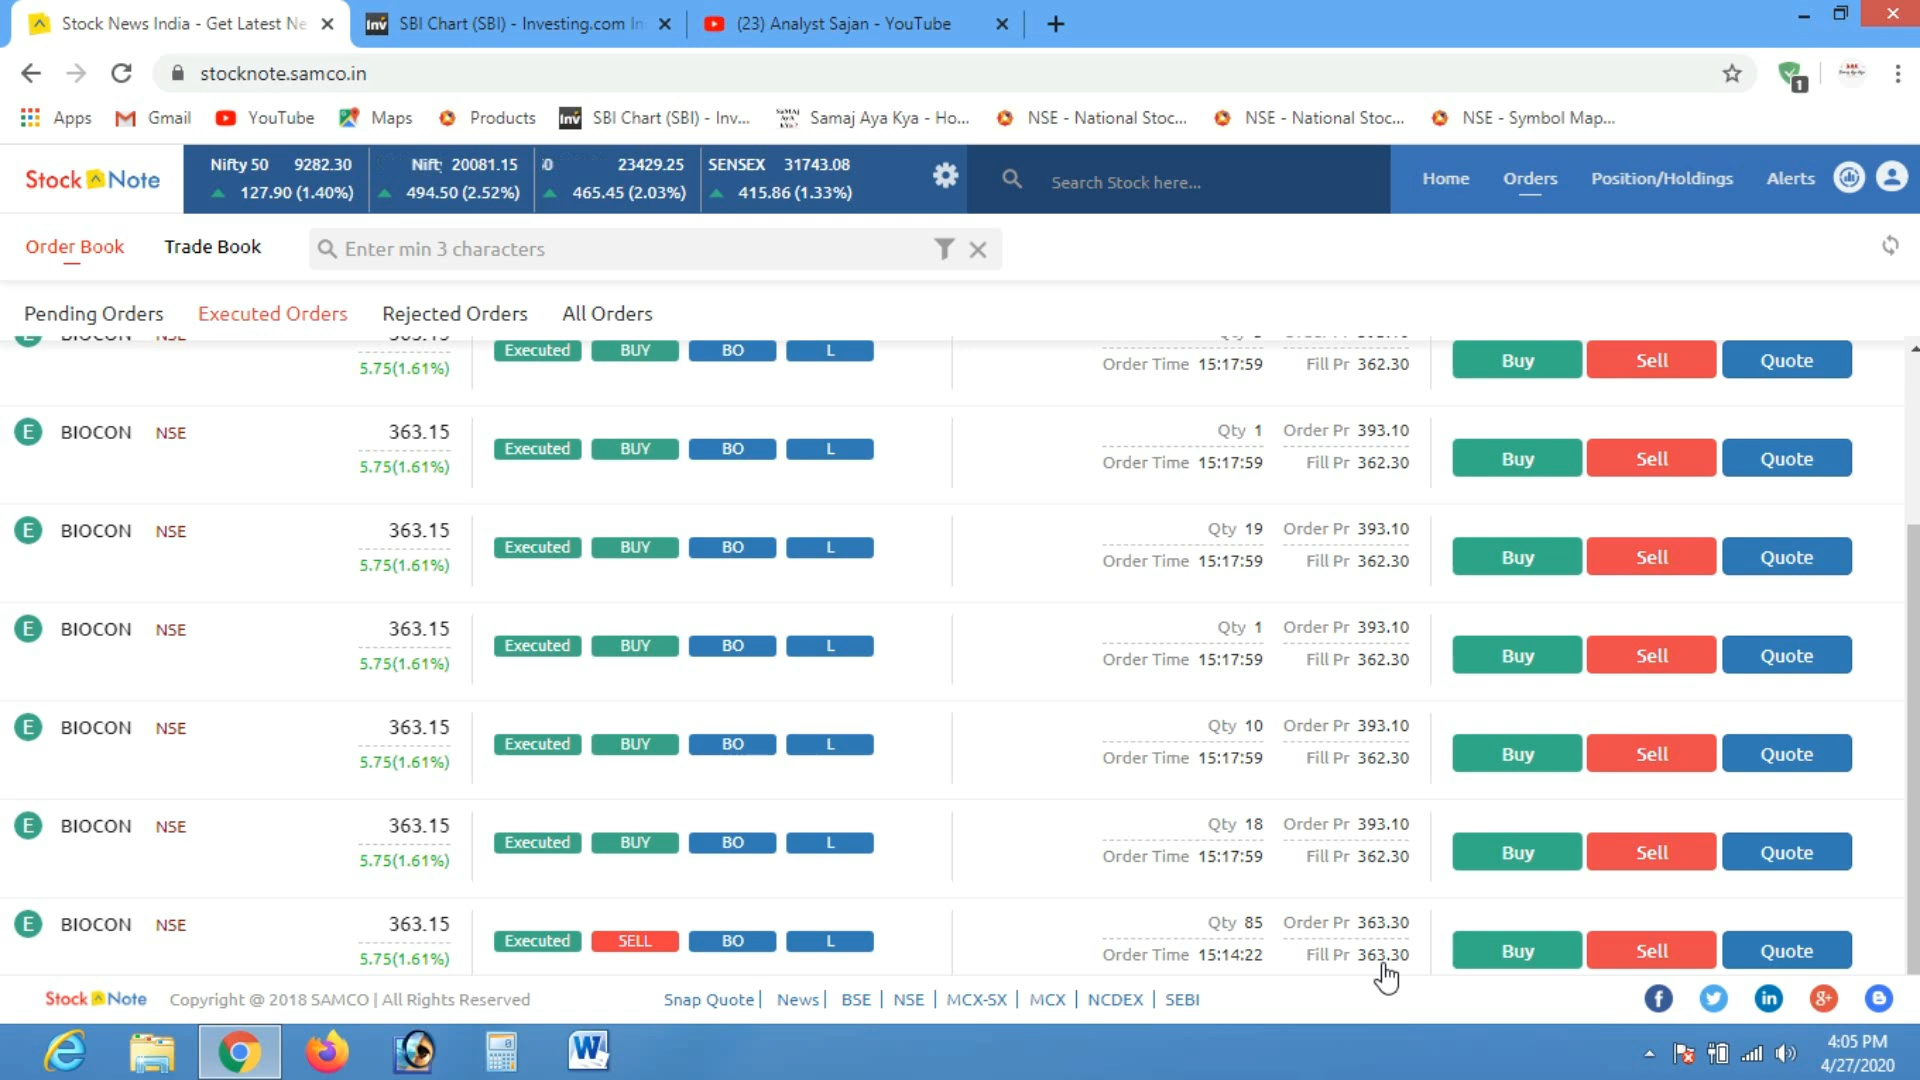 Stock News India - Get Latest Ne
SBI Chart (SBI) - Investing.com In
(23) Analyst Sajan - YouTube
stocknote.samco.in
1
Apps Gmail YouTube Maps Products SBI Chart (SBI) - Inv... Samaj Aya Kya - Ho... NSE - National Stoc... NSE - National Stoc... NSE - Symbol Map...
Stock Note
Nifty 50 9282.30
127.90 (1.40%)
Nift 20081.15
494.50 (2.52%)
23429.25
465.45 (2.03%)
SENSEX 31743.08
415.86 (1.33%)
Search Stock here...
Home Orders Position/Holdings Alerts
Order Book Trade Book Enter min 3 characters
Pending Orders Executed Orders Rejected Orders All Orders
E BIOCON NSE 363.15 Executed BUY BO L Buy Sell Quote
5.75(1.61%) Order Time 15:17:59 Fill Pr 362.30
E BIOCON NSE 363.15 Executed BUY BO L Qty 1 Order Pr 393.10 Buy Sell Quote
5.75(1.61%) Order Time 15:17:59 Fill Pr 362.30
E BIOCON NSE 363.15 Executed BUY BO L Qty 19 Order Pr 393.10 Buy Sell Quote
5.75(1.61%) Order Time 15:17:59 Fill Pr 362.30
E BIOCON NSE 363.15 Executed BUY BO L Qty 1 Order Pr 393.10 Buy Sell Quote
5.75(1.61%) Order Time 15:17:59 Fill Pr 362.30
E BIOCON NSE 363.15 Executed BUY BO L Qty 10 Order Pr 393.10 Buy Sell Quote
5.75(1.61%) Order Time 15:17:59 Fill Pr 362.30
E BIOCON NSE 363.15 Executed BUY BO L Qty 18 Order Pr 393.10 Buy Sell Quote
5.75(1.61%) Order Time 15:17:59 Fill Pr 362.30
E BIOCON NSE 363.15 Executed SELL BO L Qty 85 Order Pr 363.30 Buy Sell Quote
5.75(1.61%) Order Time 15:14:22 Fill Pr 363.30
Stock Note Copyright @ 2018 SAMCO | All Rights Reserved Snap Quote| News| BSE | NSE | MCX-SX | MCX | NCDEX | SEBI
4:05 PM
4/27/2020